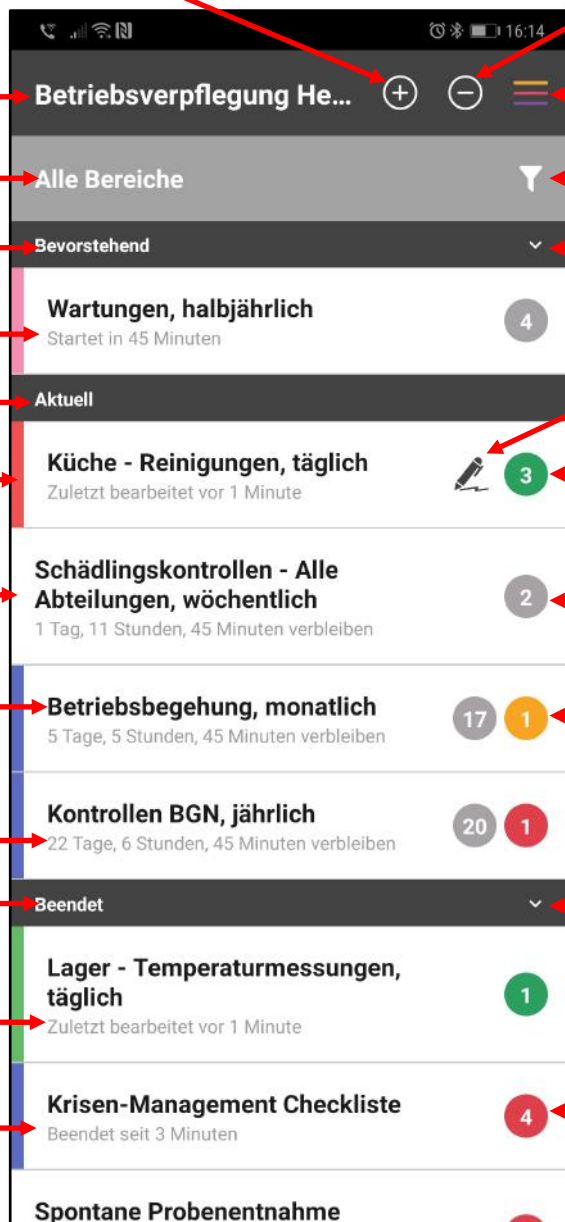 16:14
Betriebsverpflegung He...
Alle Bereiche
Bevorstehend
Wartungen, halbjährlich
4
Startet in 45 Minuten
Aktuell
Küche - Reinigungen, täglich
3
Zuletzt bearbeitet vor 1 Minute
Schädlingskontrollen - Alle
Abteilungen, wöchentlich
2
1 Tag, 11 Stunden, 45 Minuten verbleiben
Betriebsbegehung, monatlich
17 1
5 Tage, 5 Stunden, 45 Minuten verbleiben
Kontrollen BGN, jährlich
20 1
22 Tage, 6 Stunden, 45 Minuten verbleiben
Beendet
Lager - Temperaturmessungen,
täglich
1
Zuletzt bearbeitet vor 1 Minute
Krisen-Management Checkliste
4
Beendet seit 3 Minuten
Spontane Probenentnahme